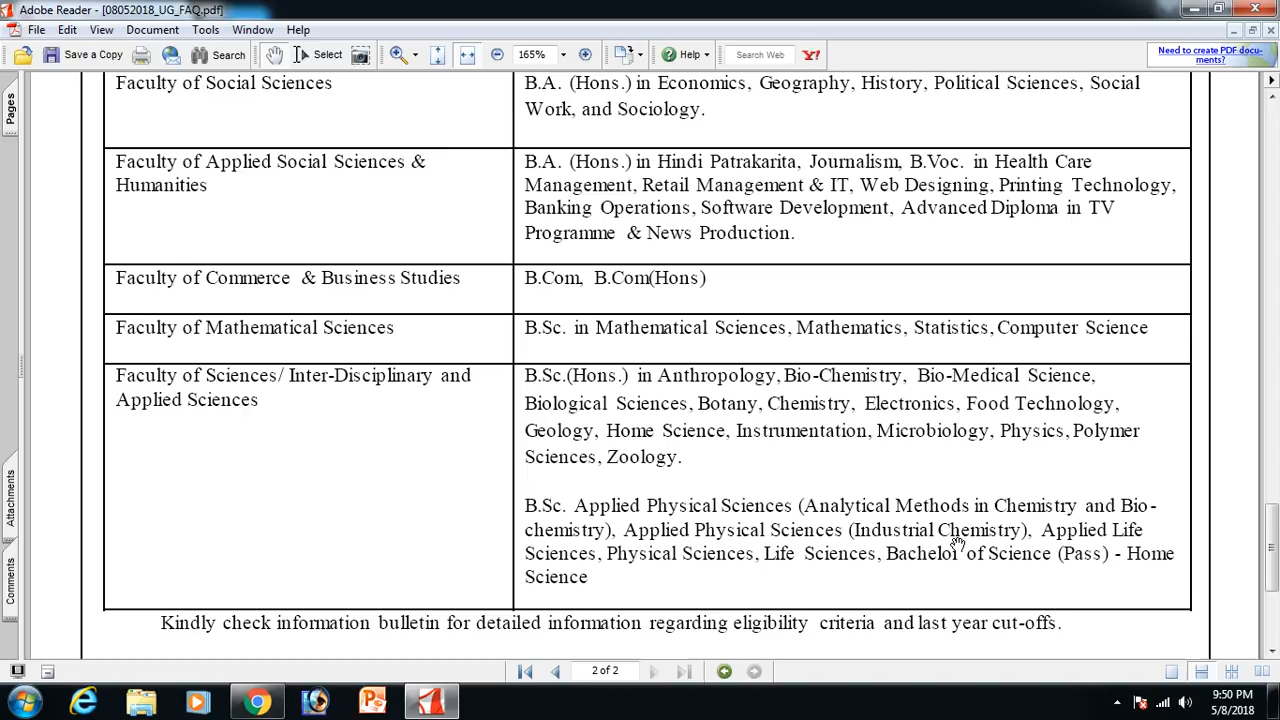 Adobe Reader - [08052018_UG_FAQ.pdf]
File Edit View Document Tools Window Help
Save a Copy Search Select 165% Help Search Web Y! Need to create PDF docu-
ments?
Pages
Faculty of Social Sciences
B.A. (Hons.) in Economics, Geography, History, Political Sciences, Social
Work, and Sociology.
Faculty of Applied Social Sciences &
Humanities
B.A. (Hons.) in Hindi Patrakarita, Journalism, B.Voc. in Health Care
Management, Retail Management & IT, Web Designing, Printing Technology,
Banking Operations, Software Development, Advanced Diploma in TV
Programme & News Production.
Faculty of Commerce & Business Studies
B.Com, B.Com(Hons)
Faculty of Mathematical Sciences
B.Sc. in Mathematical Sciences, Mathematics, Statistics, Computer Science
Faculty of Sciences/ Inter-Disciplinary and
Applied Sciences
B.Sc.(Hons.) in Anthropology, Bio-Chemistry, Bio-Medical Science,
Biological Sciences, Botany, Chemistry, Electronics, Food Technology,
Geology, Home Science, Instrumentation, Microbiology, Physics, Polymer
Sciences, Zoology.
B.Sc. Applied Physical Sciences (Analytical Methods in Chemistry and Bio-
chemistry), Applied Physical Sciences (Industrial Chemistry), Applied Life
Sciences, Physical Sciences, Life Sciences, Bachelor of Science (Pass) - Home
Science
Kindly check information bulletin for detailed information regarding eligibility criteria and last year cut-offs.
Attachments
Comments
2 of 2
9:50 PM
5/8/2018